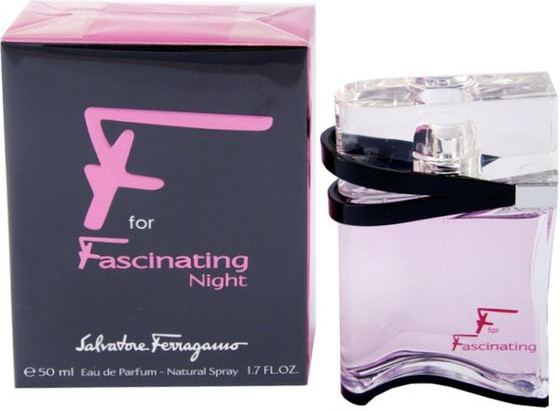 F
for
Fascinating
Night
Salvatore Ferragamo
℮ 50 ml Eau de Parfum - Natural Spray 1.7 FL.OZ.
F
for
Fascinating